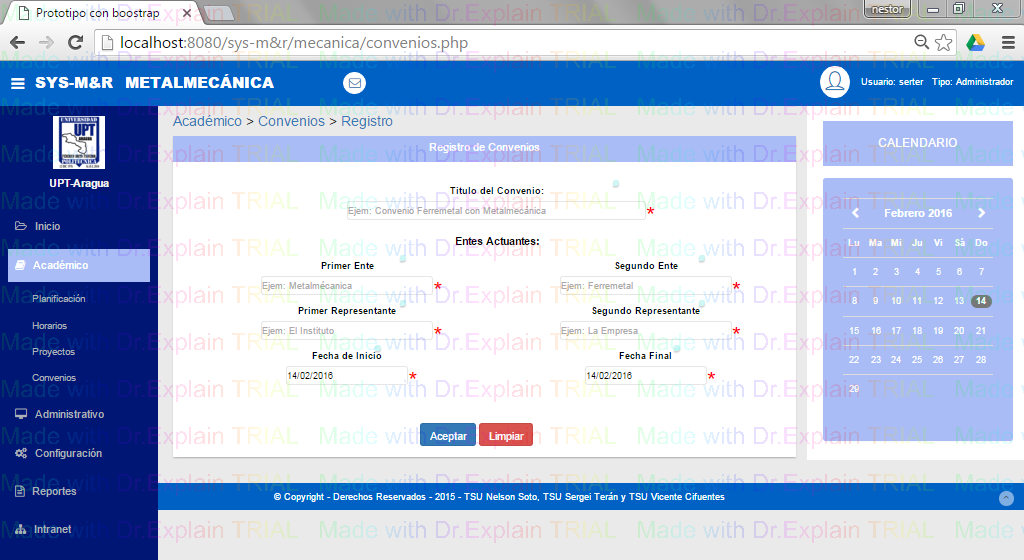 Prototipo con boostrap
nestor
localhost:8080/sys-m&r/mecanica/convenios.php
SYS-M&R METALMECÁNICA
Usuario: serter Tipo: Administrador
UNIVERSIDAD
UPT
ARAGUA
POLITÉCNICA
UPT-Aragua
Inicio
Académico
Planificación
Horarios
Proyectos
Convenios
Administrativo
Configuración
Reportes
Intranet
Académico > Convenios > Registro
Registro de Convenios
Titulo del Convenio:
Ejem: Convenio Ferremetal con Metalmecánica *
Entes Actuantes:
Primer Ente Segundo Ente
Ejem: Metalmécanica * Ejem: Ferremetal *
Primer Representante Segundo Representante
Ejem: El Instituto * Ejem: La Empresa *
Fecha de Inicio Fecha Final
14/02/2016 * 14/02/2016 *
Aceptar Limpiar
CALENDARIO
Febrero 2016
Lu Ma Mi Ju Vi Sá Do
1 2 3 4 5 6 7
8 9 10 11 12 13 14
15 16 17 18 19 20 21
22 23 24 25 26 27 28
29
© Copyright - Derechos Reservados - 2015 - TSU Nelson Soto, TSU Sergei Terán y TSU Vicente Cifuentes
Made with Dr.Explain TRIAL